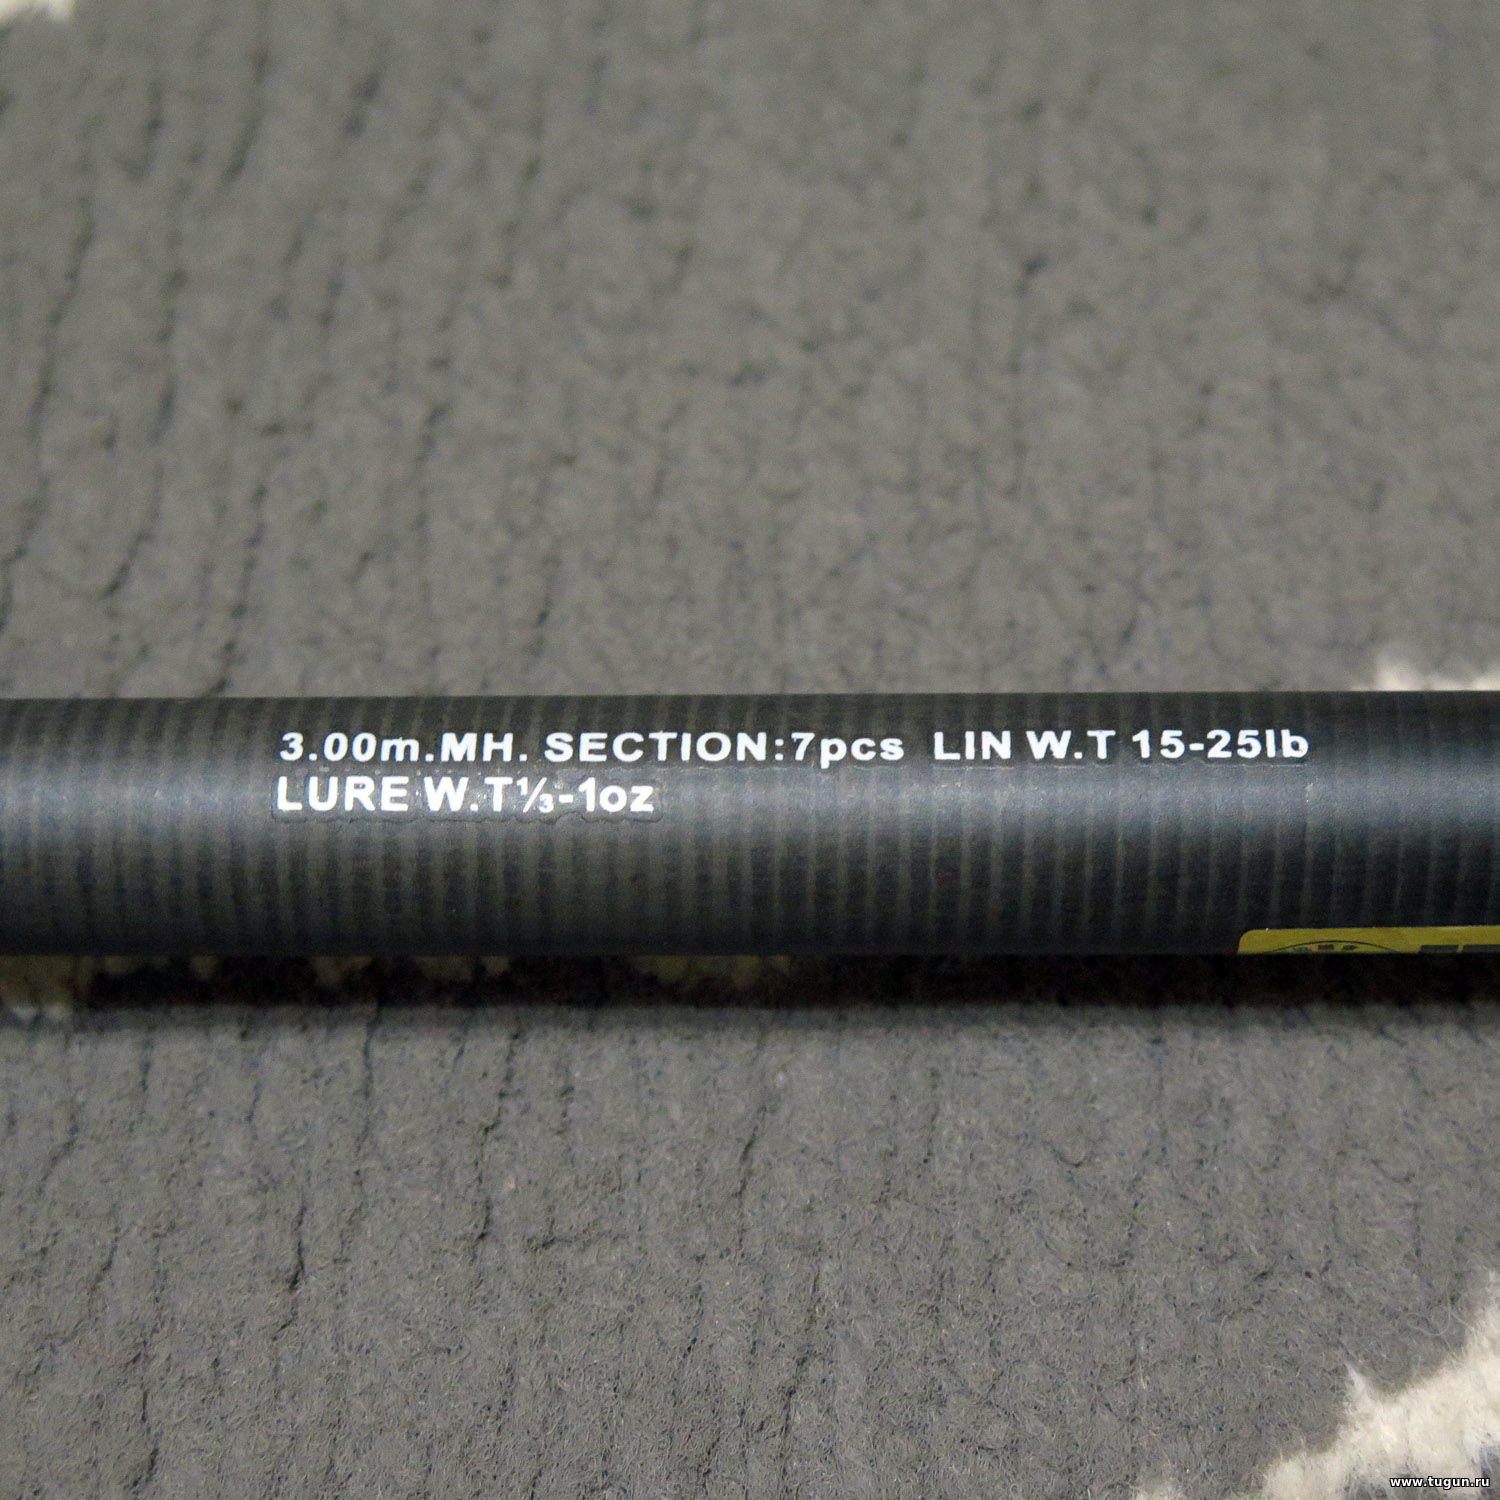 3.00m.MH. SECTION:7pcs LIN W.T 15-25lb
LURE W.T⅓-1oz
www.tugun.ru